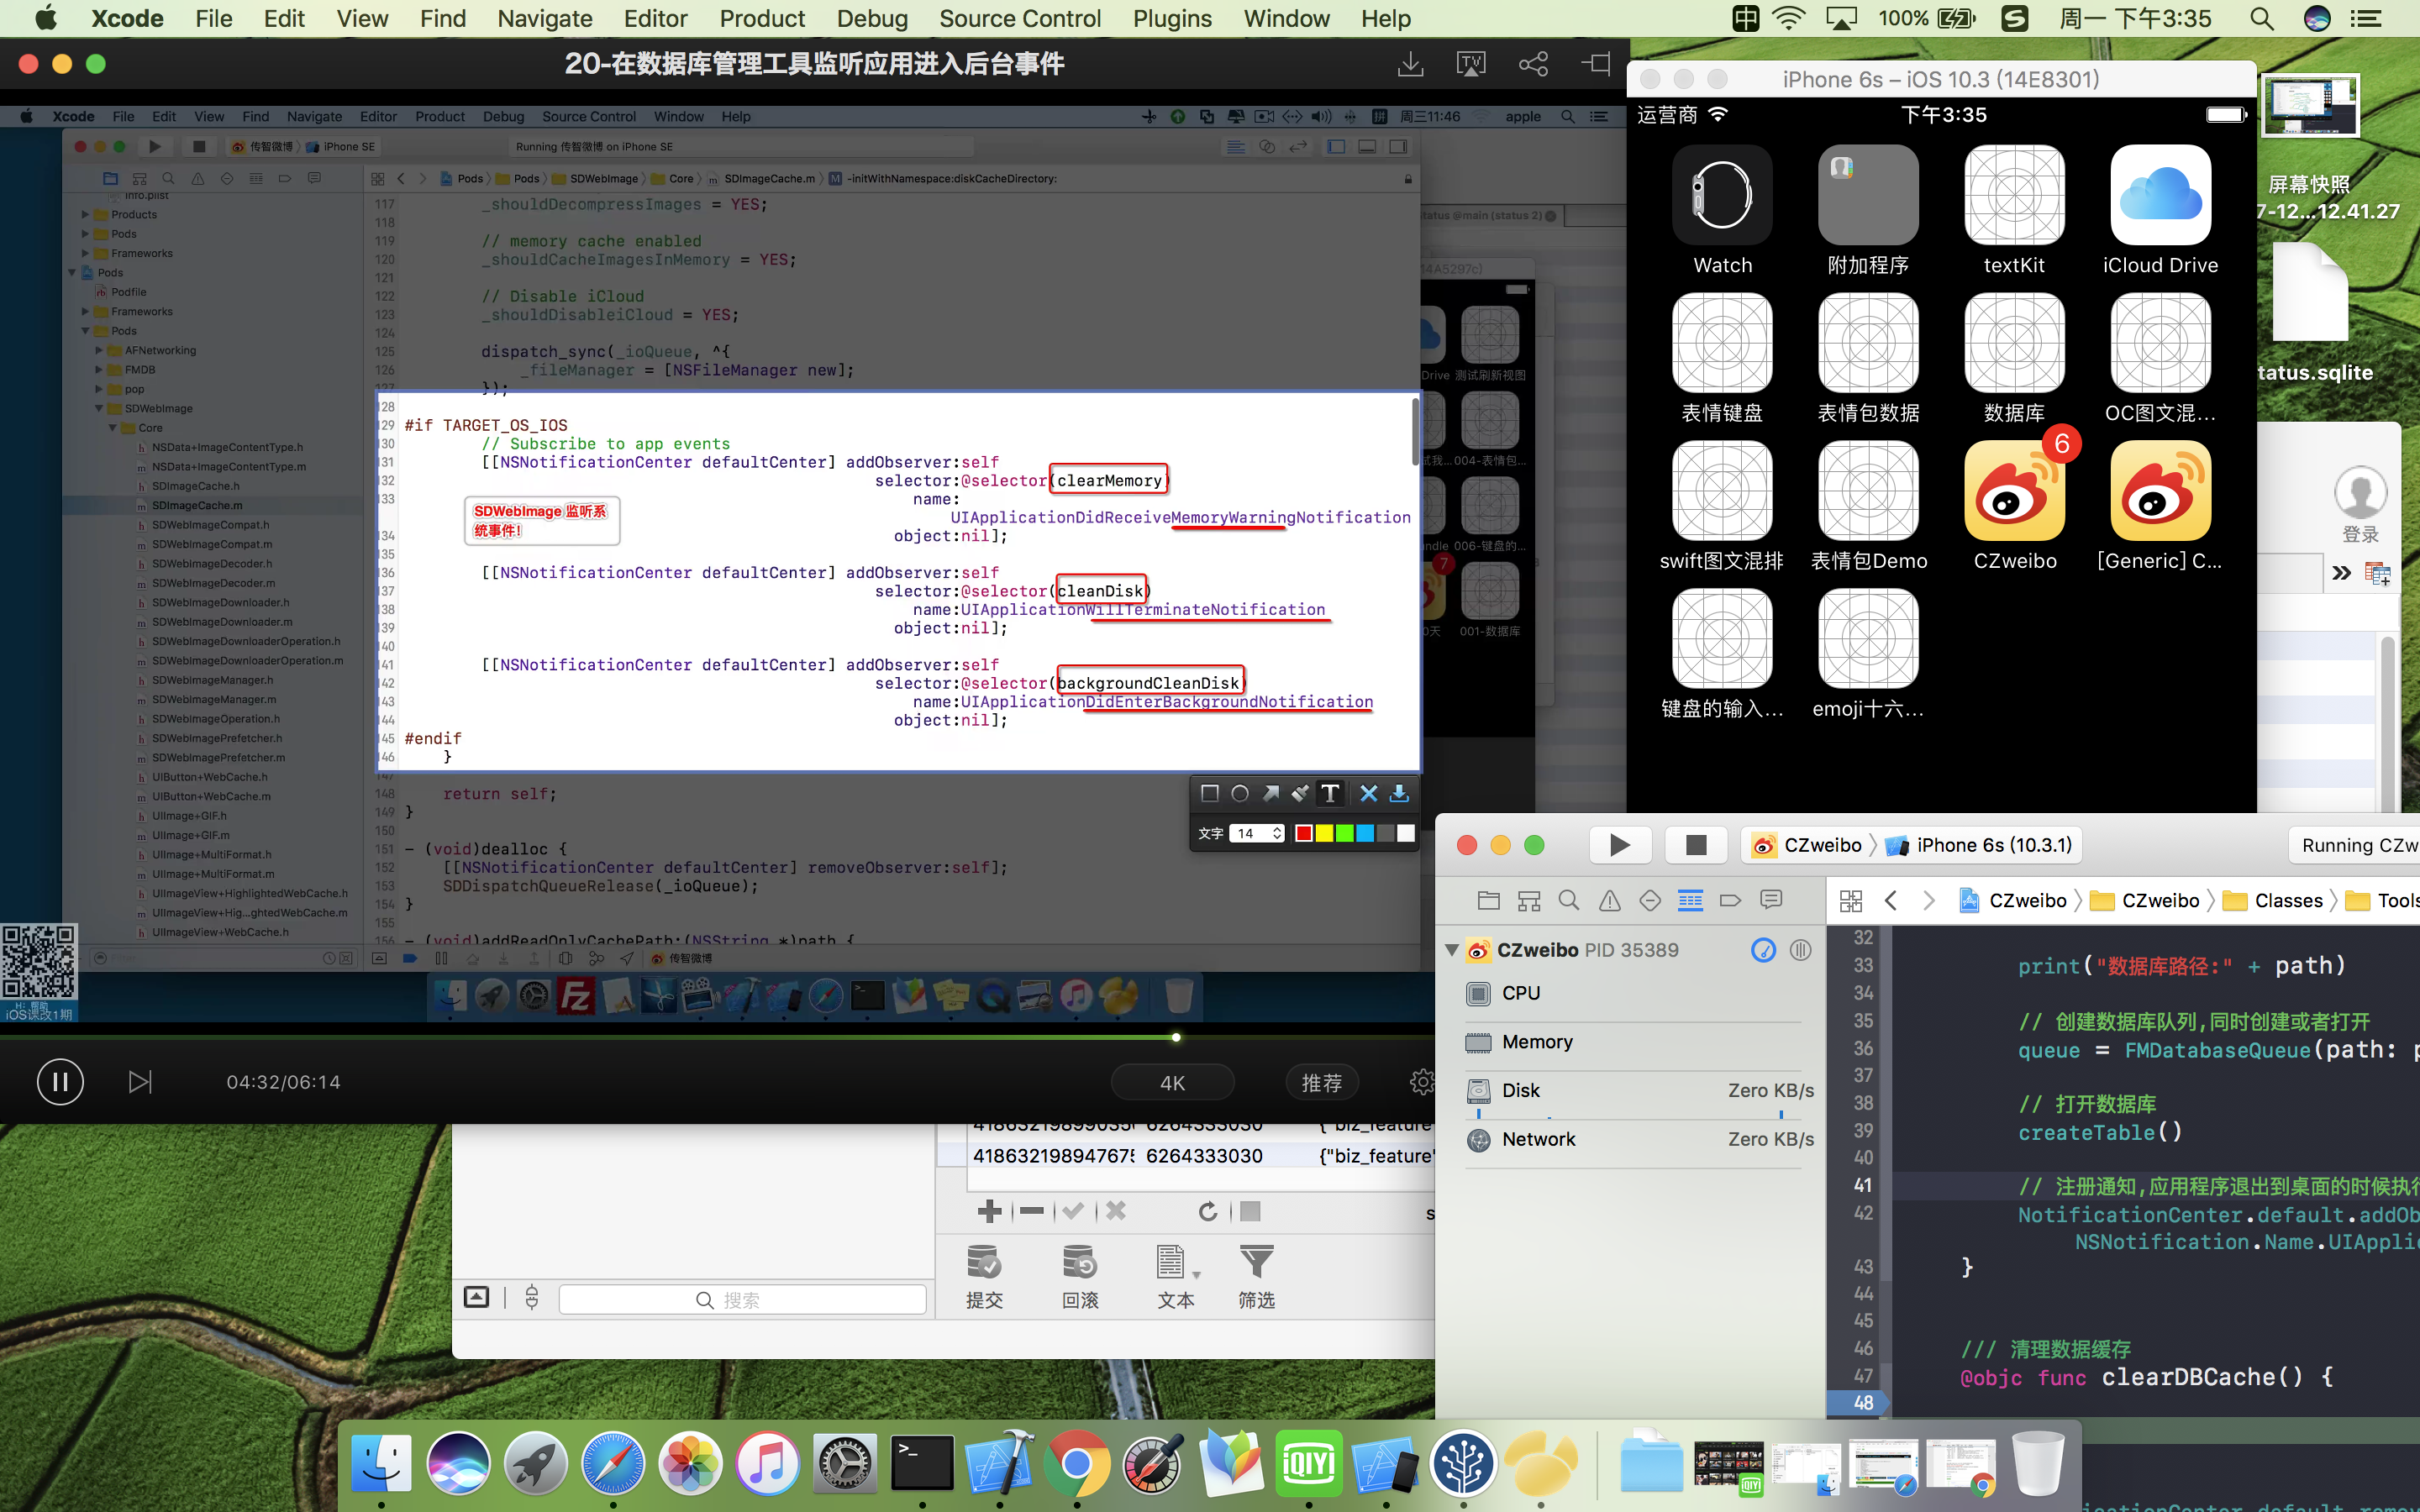 Xcode File Edit View Find Navigate Editor Product Debug Source Control Plugins Window Help
中 100% S 周一 下午3:35
20-在数据库管理工具监听应用进入后台事件
Xcode File Edit View Find Navigate Editor Product Debug Source Control Window Help
周三11:46 apple
传智微博 iPhone SE
Running 传智微博 on iPhone SE
Pods Pods SDWebImage Core SDImageCache.m -initWithNamespace:diskCacheDirectory:
Info.plist
Products
Pods
Frameworks
Pods
Podfile
Frameworks
Pods
AFNetworking
FMDB
pop
SDWebImage
Core
NSData+ImageContentType.h
NSData+ImageContentType.m
SDImageCache.h
SDImageCache.m
SDWebImageCompat.h
SDWebImageCompat.m
SDWebImageDecoder.h
SDWebImageDecoder.m
SDWebImageDownloader.h
SDWebImageDownloader.m
SDWebImageDownloaderOperation.h
SDWebImageDownloaderOperation.m
SDWebImageManager.h
SDWebImageManager.m
SDWebImageOperation.h
SDWebImagePrefetcher.h
SDWebImagePrefetcher.m
UIButton+WebCache.h
UIButton+WebCache.m
UIImage+GIF.h
UIImage+GIF.m
UIImage+MultiFormat.h
UIImage+MultiFormat.m
UIImageView+HighlightedWebCache.h
UIImageView+Hig...ghtedWebCache.m
UIImageView+WebCache.h
117 _shouldDecompressImages = YES;
118
119 // memory cache enabled
120 _shouldCacheImagesInMemory = YES;
121
122 // Disable iCloud
123 _shouldDisableiCloud = YES;
124
125 dispatch_sync(_ioQueue, ^{
126 _fileManager = [NSFileManager new];
127 });
128
129 #if TARGET_OS_IOS
130 // Subscribe to app events
131 [[NSNotificationCenter defaultCenter] addObserver:self
132 selector:@selector(clearMemory)
133 name:
UIApplicationDidReceiveMemoryWarningNotification
134 object:nil];
135
136 [[NSNotificationCenter defaultCenter] addObserver:self
137 selector:@selector(cleanDisk)
138 name:UIApplicationWillTerminateNotification
139 object:nil];
140
141 [[NSNotificationCenter defaultCenter] addObserver:self
142 selector:@selector(backgroundCleanDisk)
143 name:UIApplicationDidEnterBackgroundNotification
144 object:nil];
145 #endif
146 }
147
148 return self;
149 }
150
151 - (void)dealloc {
152 [[NSNotificationCenter defaultCenter] removeObserver:self];
153 SDDispatchQueueRelease(_ioQueue);
154 }
155
156 - (void)addReadOnlyCachePath:(NSString *)path {
SDWebImage 监听系
统事件!
文字 14
传智微博
tatus @main (status 2)
14A5297c)
Drive 测试刷新视图
试我... 004-表情包...
ndle 006-键盘的...
7
0天 001-数据库
Hi, 帮助
iOS课改1期
04:32/06:14
4K
推荐
iPhone 6s – iOS 10.3 (14E8301)
运营商 下午3:35
Watch 附加程序 textKit iCloud Drive
表情键盘 表情包数据 数据库 OC图文混...
6
swift图文混排 表情包Demo CZweibo [Generic] C...
键盘的输入... emoji十六...
屏幕快照
7-12...12.41.27
tatus.sqlite
登录
6264333030
418632198947675 6264333030 {"biz_feature"
提交 回滚 文本 筛选
搜索
CZweibo iPhone 6s (10.3.1)
Running CZw
CZweibo CZweibo Classes Tools
CZweibo PID 35389
CPU
Memory
Disk Zero KB/s
Network Zero KB/s
32
33 print("数据库路径:" + path)
34
35 // 创建数据库队列,同时创建或者打开
36 queue = FMDatabaseQueue(path: p
37
38 // 打开数据库
39 createTable()
40
41 // 注册通知,应用程序退出到桌面的时候执行
42 NotificationCenter.default.addOb
NSNotification.Name.UIApplic
43 }
44
45
46 /// 清理数据缓存
47 @objc func clearDBCache() {
48
iQIYI